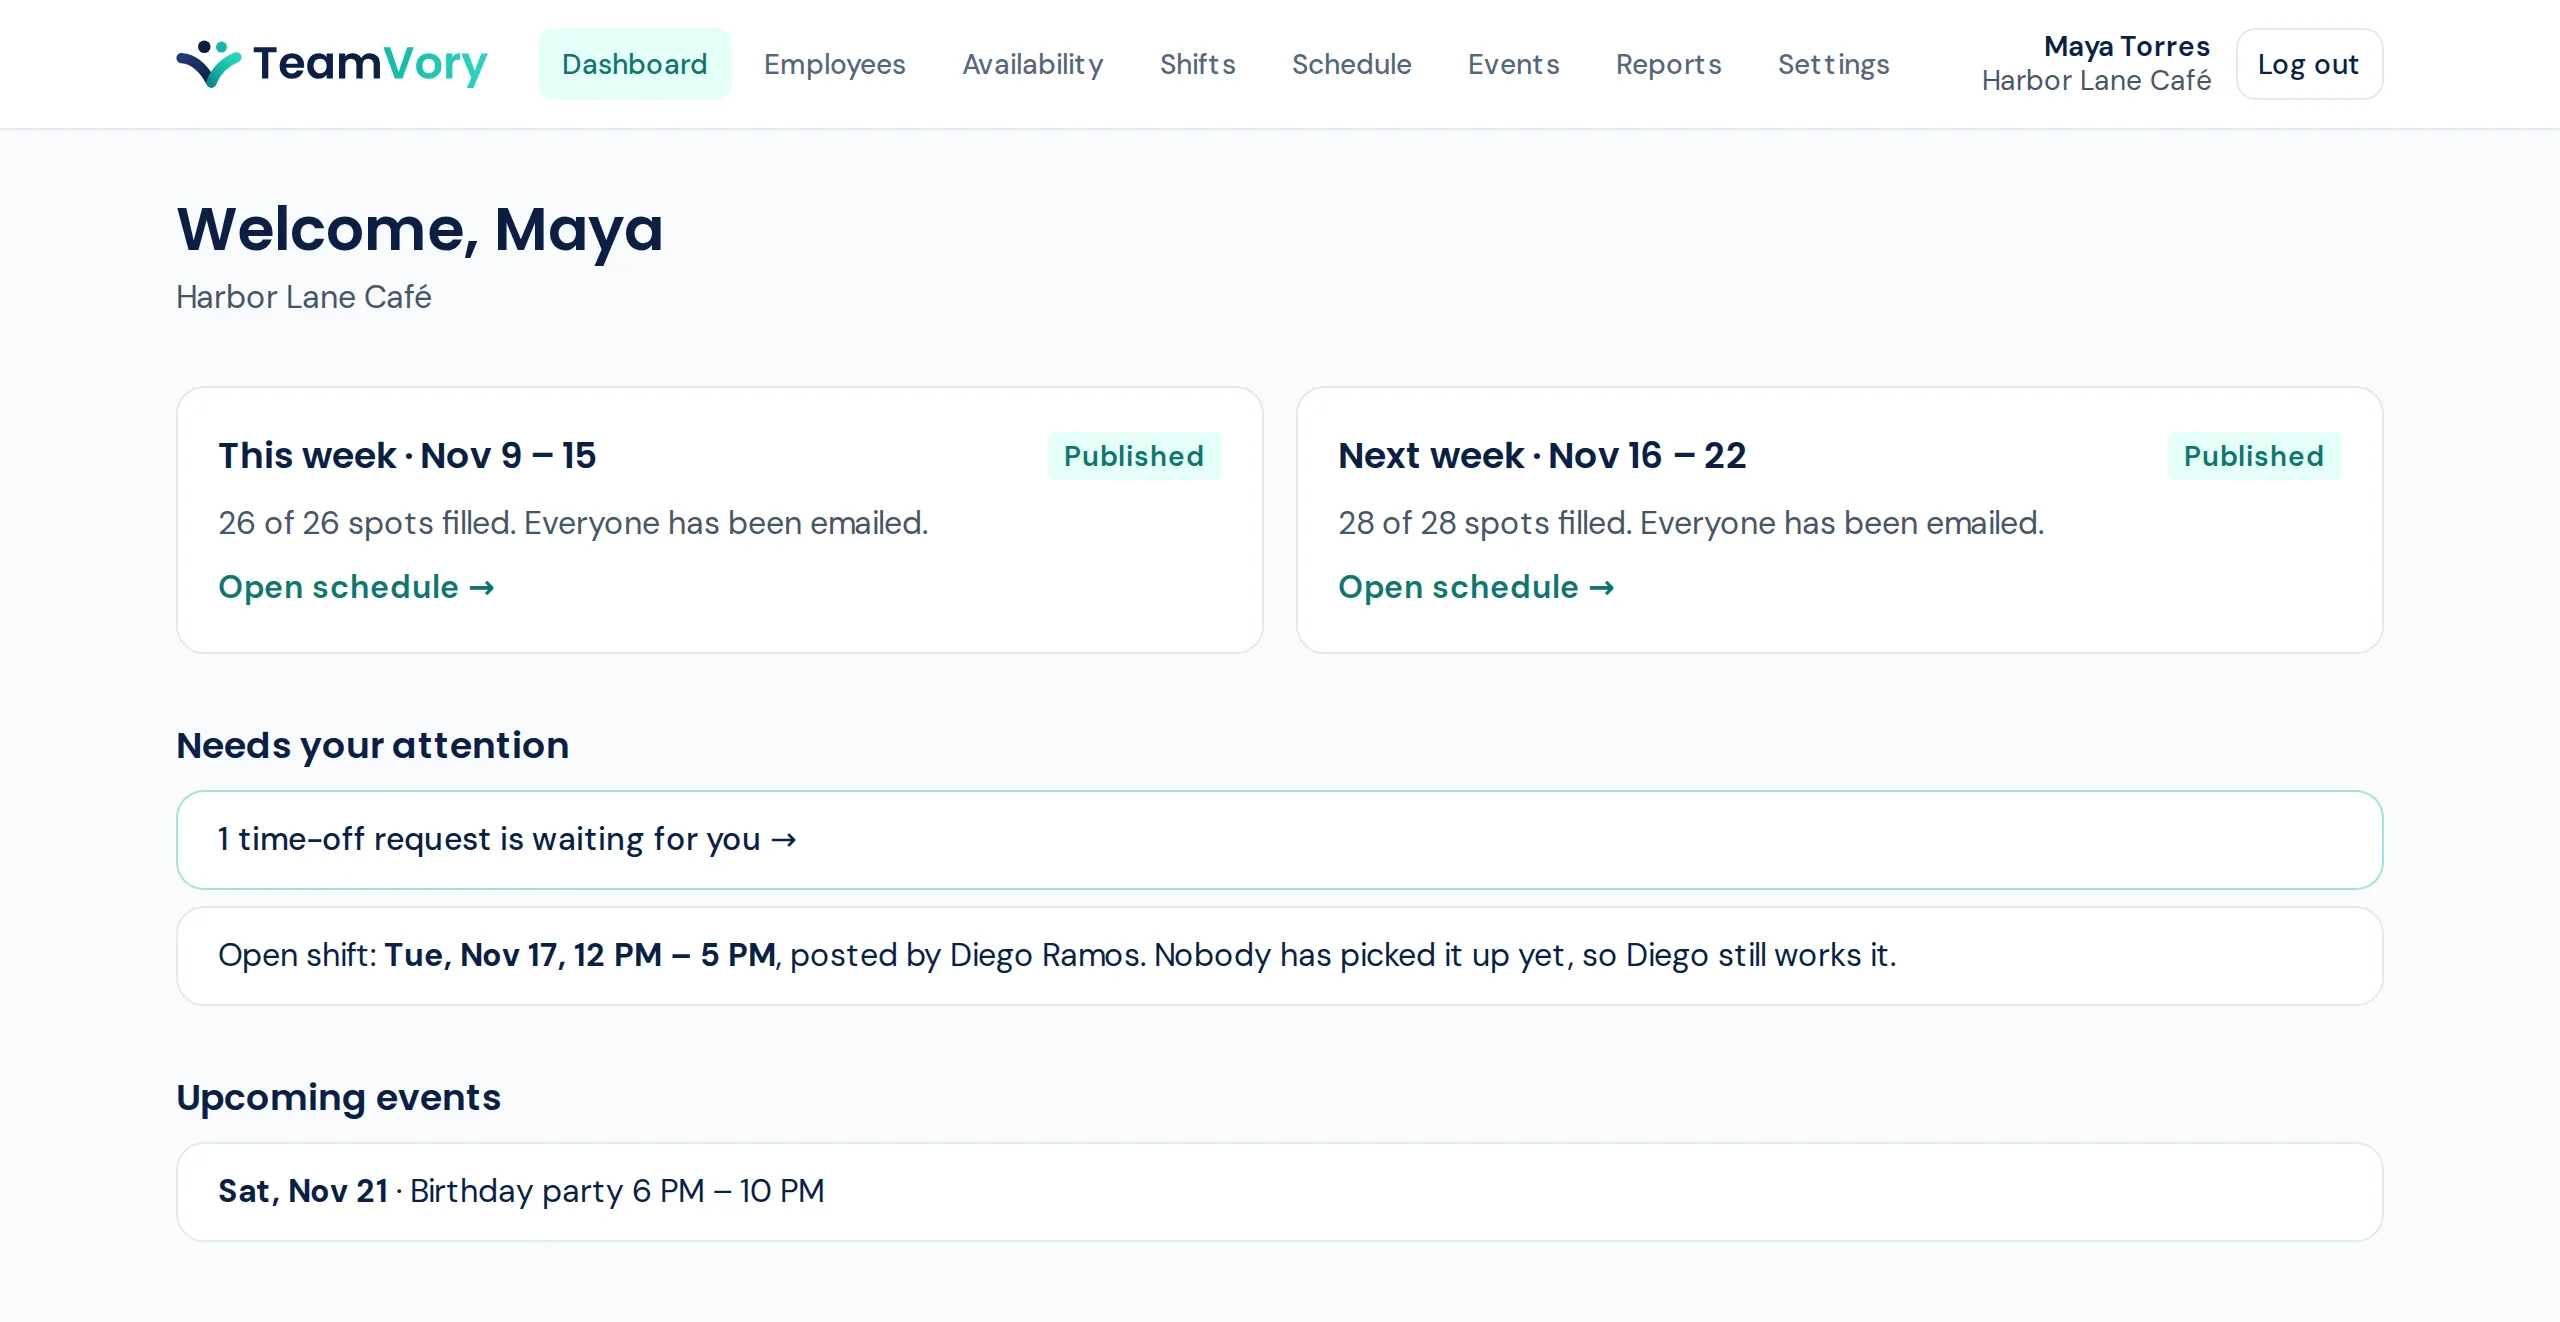 TeamVory
Dashboard
Employees
Availability
Shifts
Schedule
Events
Reports
Settings
Maya Torres
Harbor Lane Café
Log out
Welcome, Maya
Harbor Lane Café
This week · Nov 9 – 15
Published
26 of 26 spots filled. Everyone has been emailed.
Open schedule →
Next week · Nov 16 – 22
Published
28 of 28 spots filled. Everyone has been emailed.
Open schedule →
Needs your attention
1 time-off request is waiting for you →
Open shift: Tue, Nov 17, 12 PM – 5 PM, posted by Diego Ramos. Nobody has picked it up yet, so Diego still works it.
Upcoming events
Sat, Nov 21 · Birthday party 6 PM – 10 PM